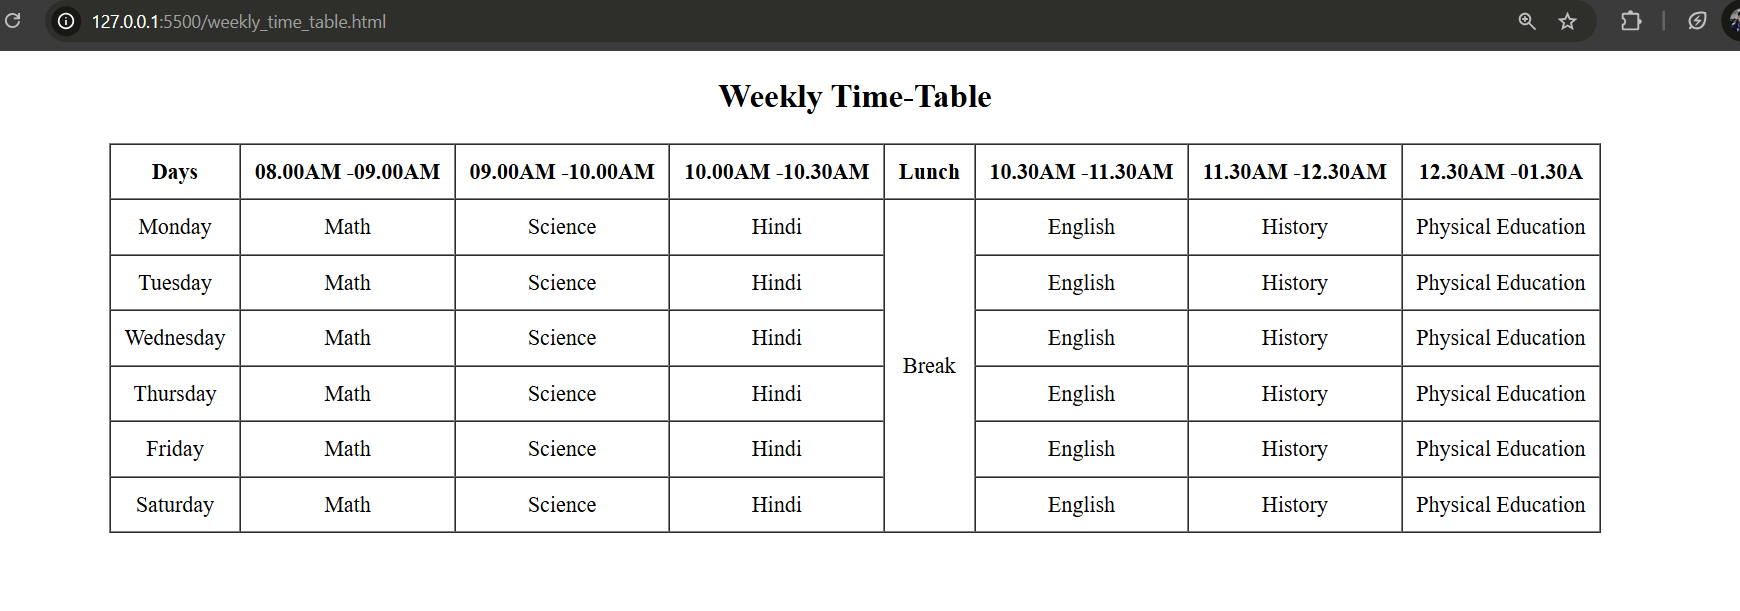 127.0.0.1:5500/weekly_time_table.html
Weekly Time-Table
Days 08.00AM -09.00AM 09.00AM -10.00AM 10.00AM -10.30AM Lunch 10.30AM -11.30AM 11.30AM -12.30AM 12.30AM -01.30A
Monday Math Science Hindi English History Physical Education
Tuesday Math Science Hindi English History Physical Education
Wednesday Math Science Hindi English History Physical Education
Break
Thursday Math Science Hindi English History Physical Education
Friday Math Science Hindi English History Physical Education
Saturday Math Science Hindi English History Physical Education